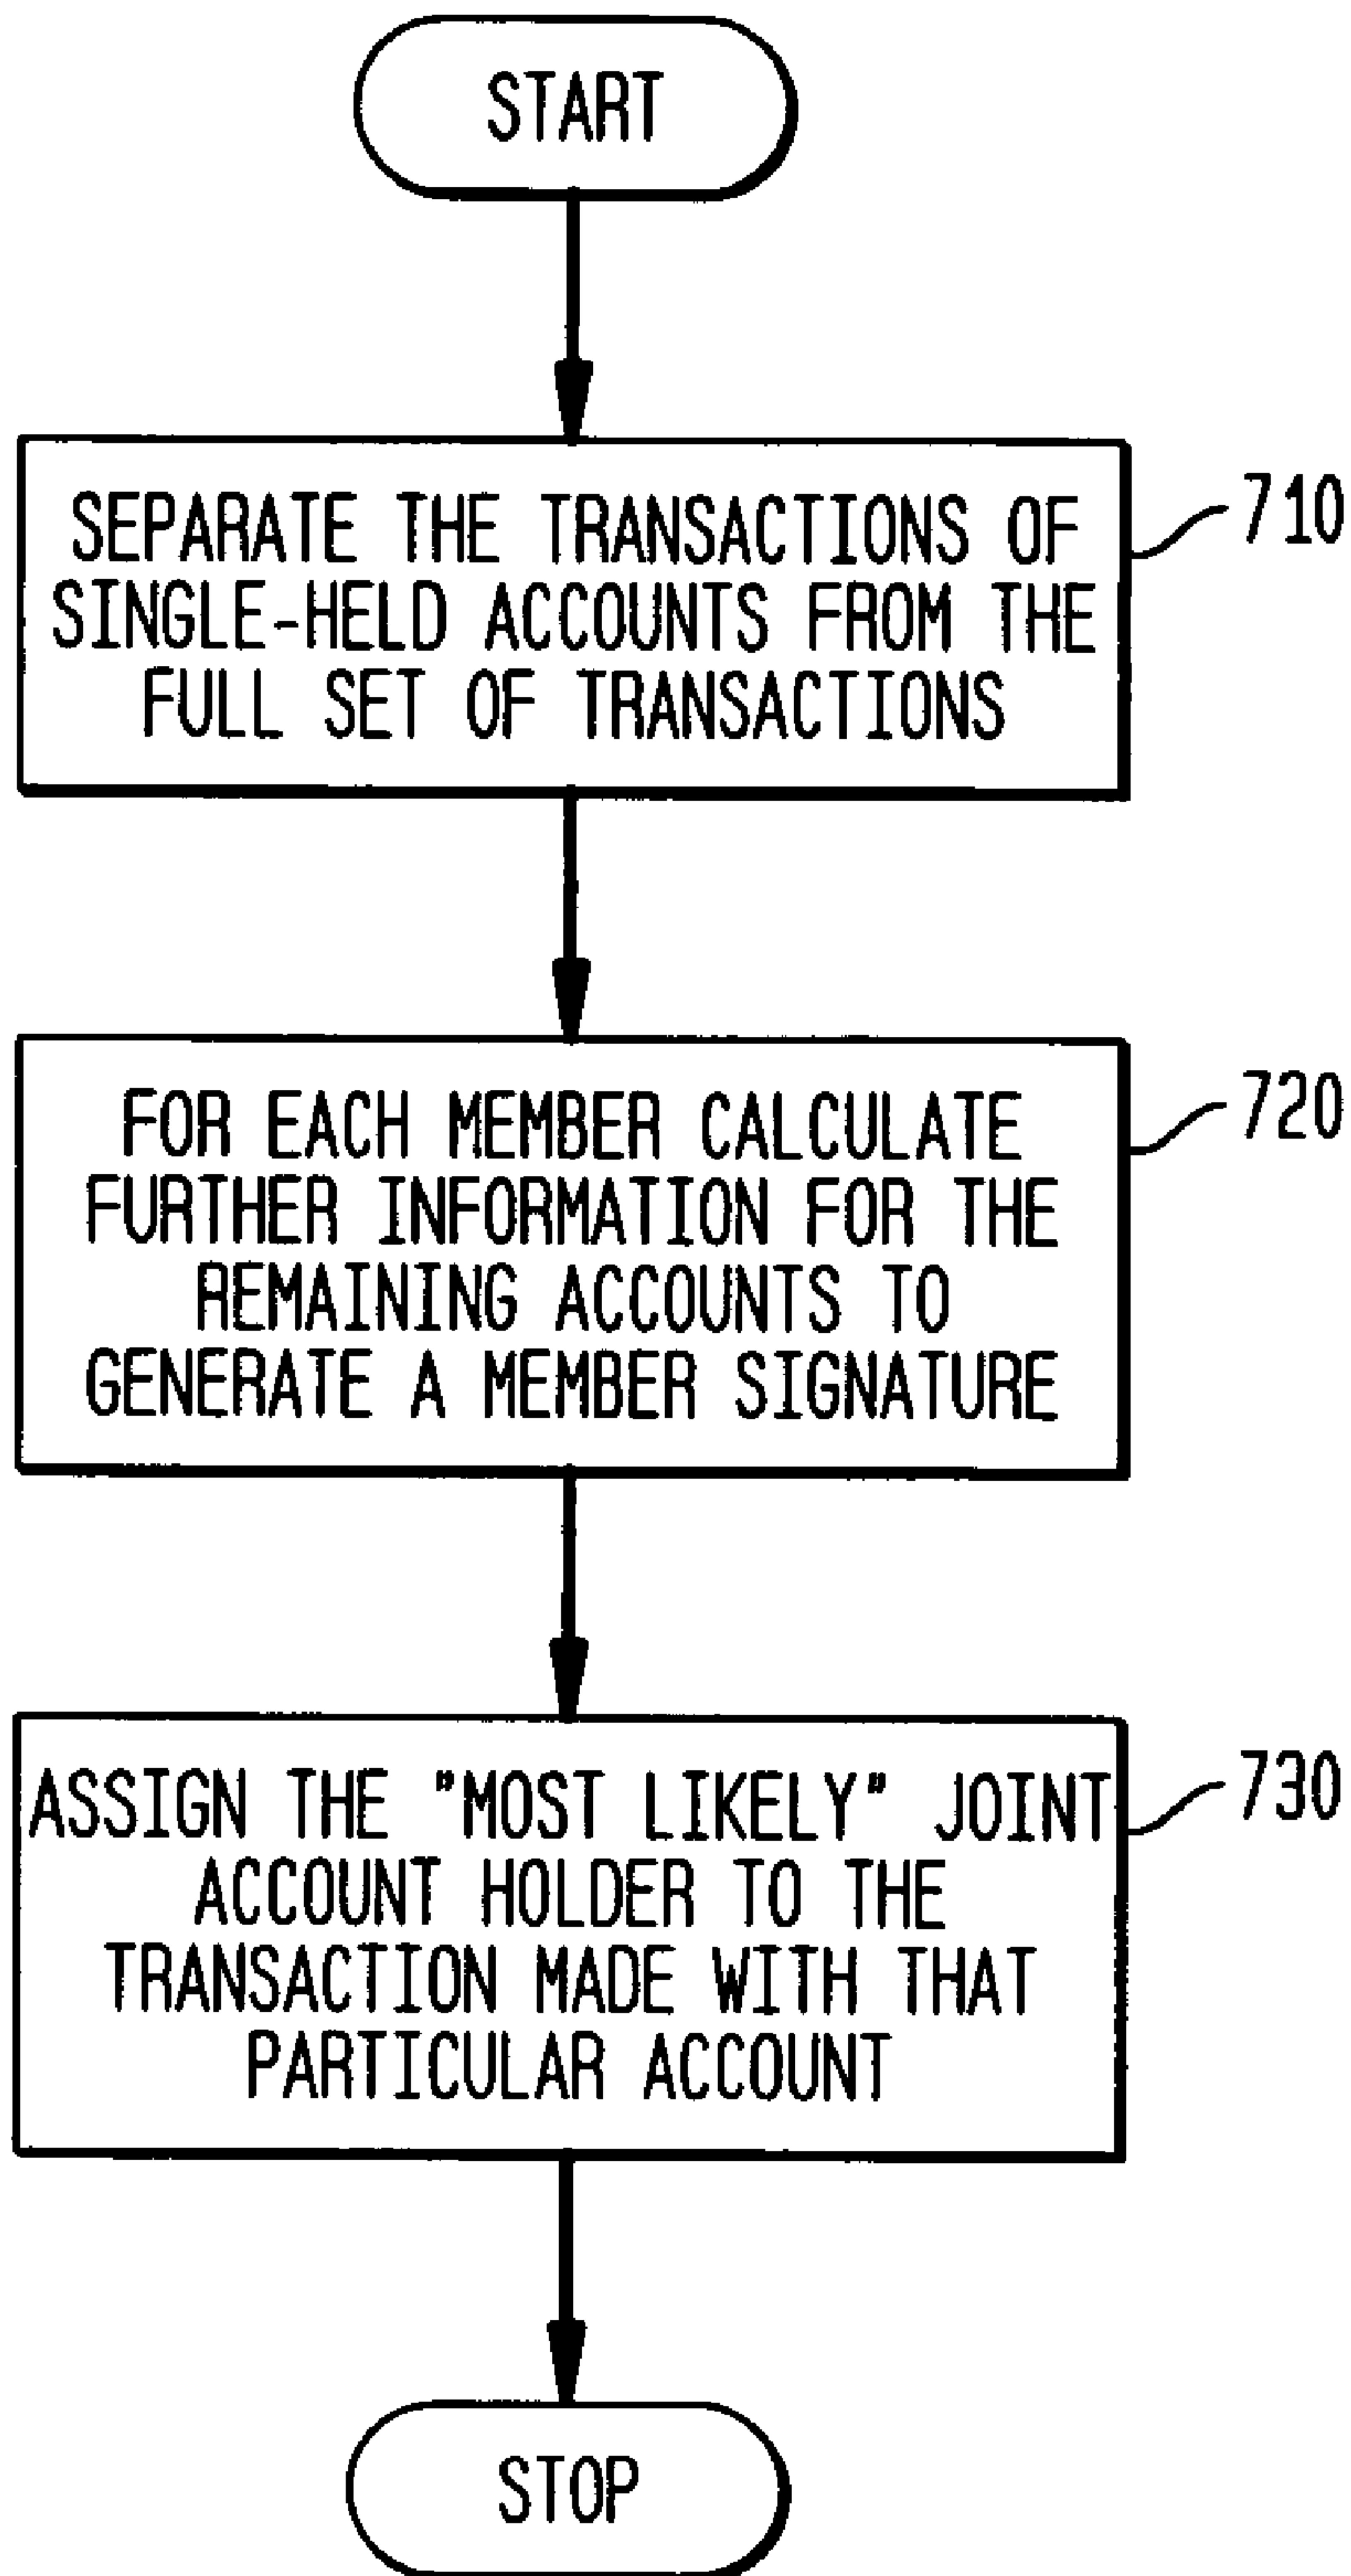 START
SEPARATE THE TRANSACTIONS OF
SINGLE-HELD ACCOUNTS FROM THE
FULL SET OF TRANSACTIONS
710
FOR EACH MEMBER CALCULATE
FURTHER INFORMATION FOR THE
REMAINING ACCOUNTS TO
GENERATE A MEMBER SIGNATURE
720
ASSIGN THE "MOST LIKELY" JOINT
ACCOUNT HOLDER TO THE
TRANSACTION MADE WITH THAT
PARTICULAR ACCOUNT
730
STOP